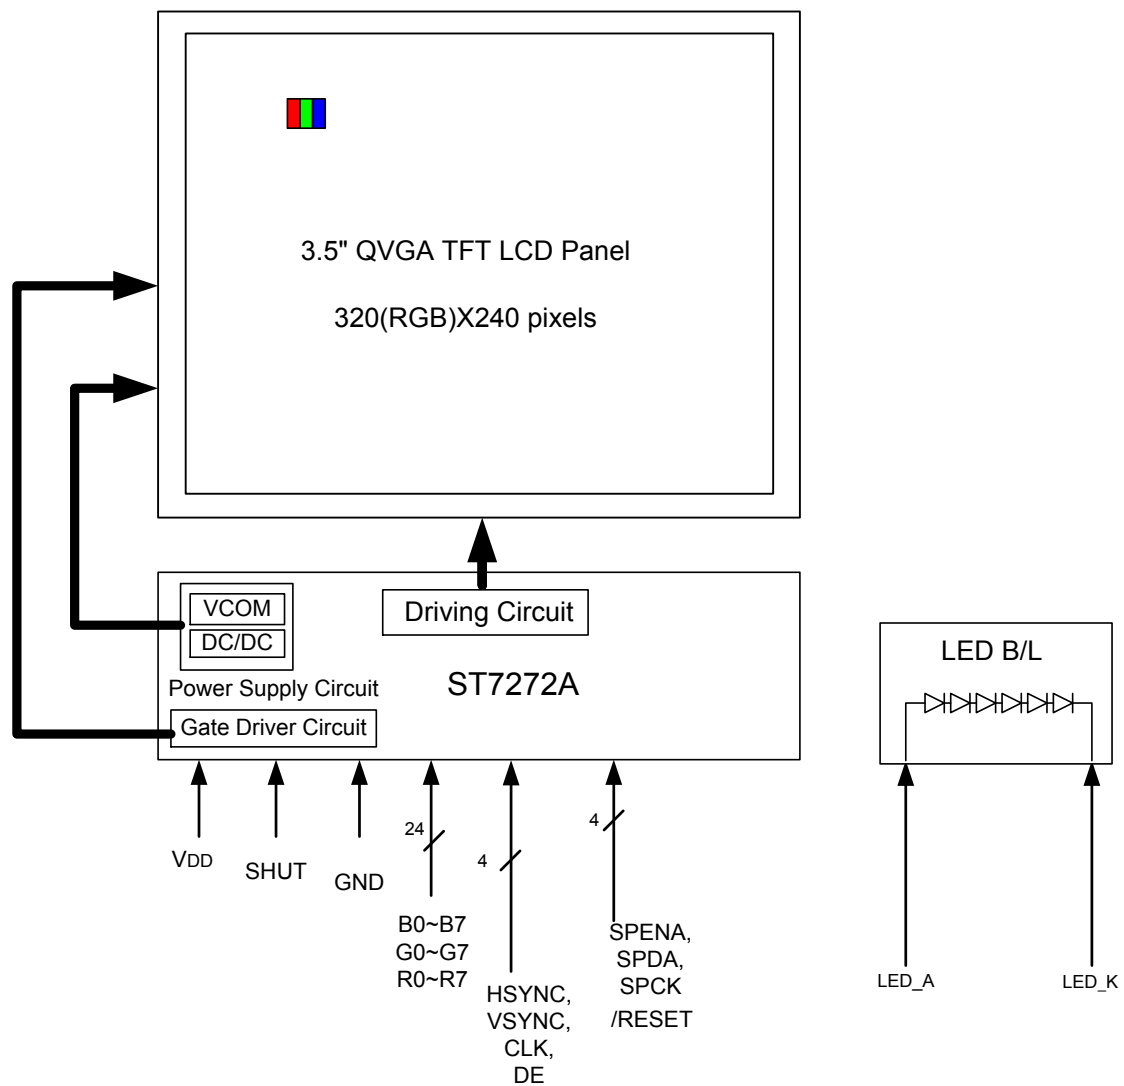 3.5" QVGA TFT LCD Panel
320(RGB)X240 pixels
VCOM
DC/DC
Power Supply Circuit
Gate Driver Circuit
Driving Circuit
ST7272A
LED B/L
VDD
SHUT
GND
24
B0~B7
G0~G7
R0~R7
4
HSYNC,
VSYNC,
CLK,
DE
4
SPENA,
SPDA,
SPCK
/RESET
LED_A
LED_K